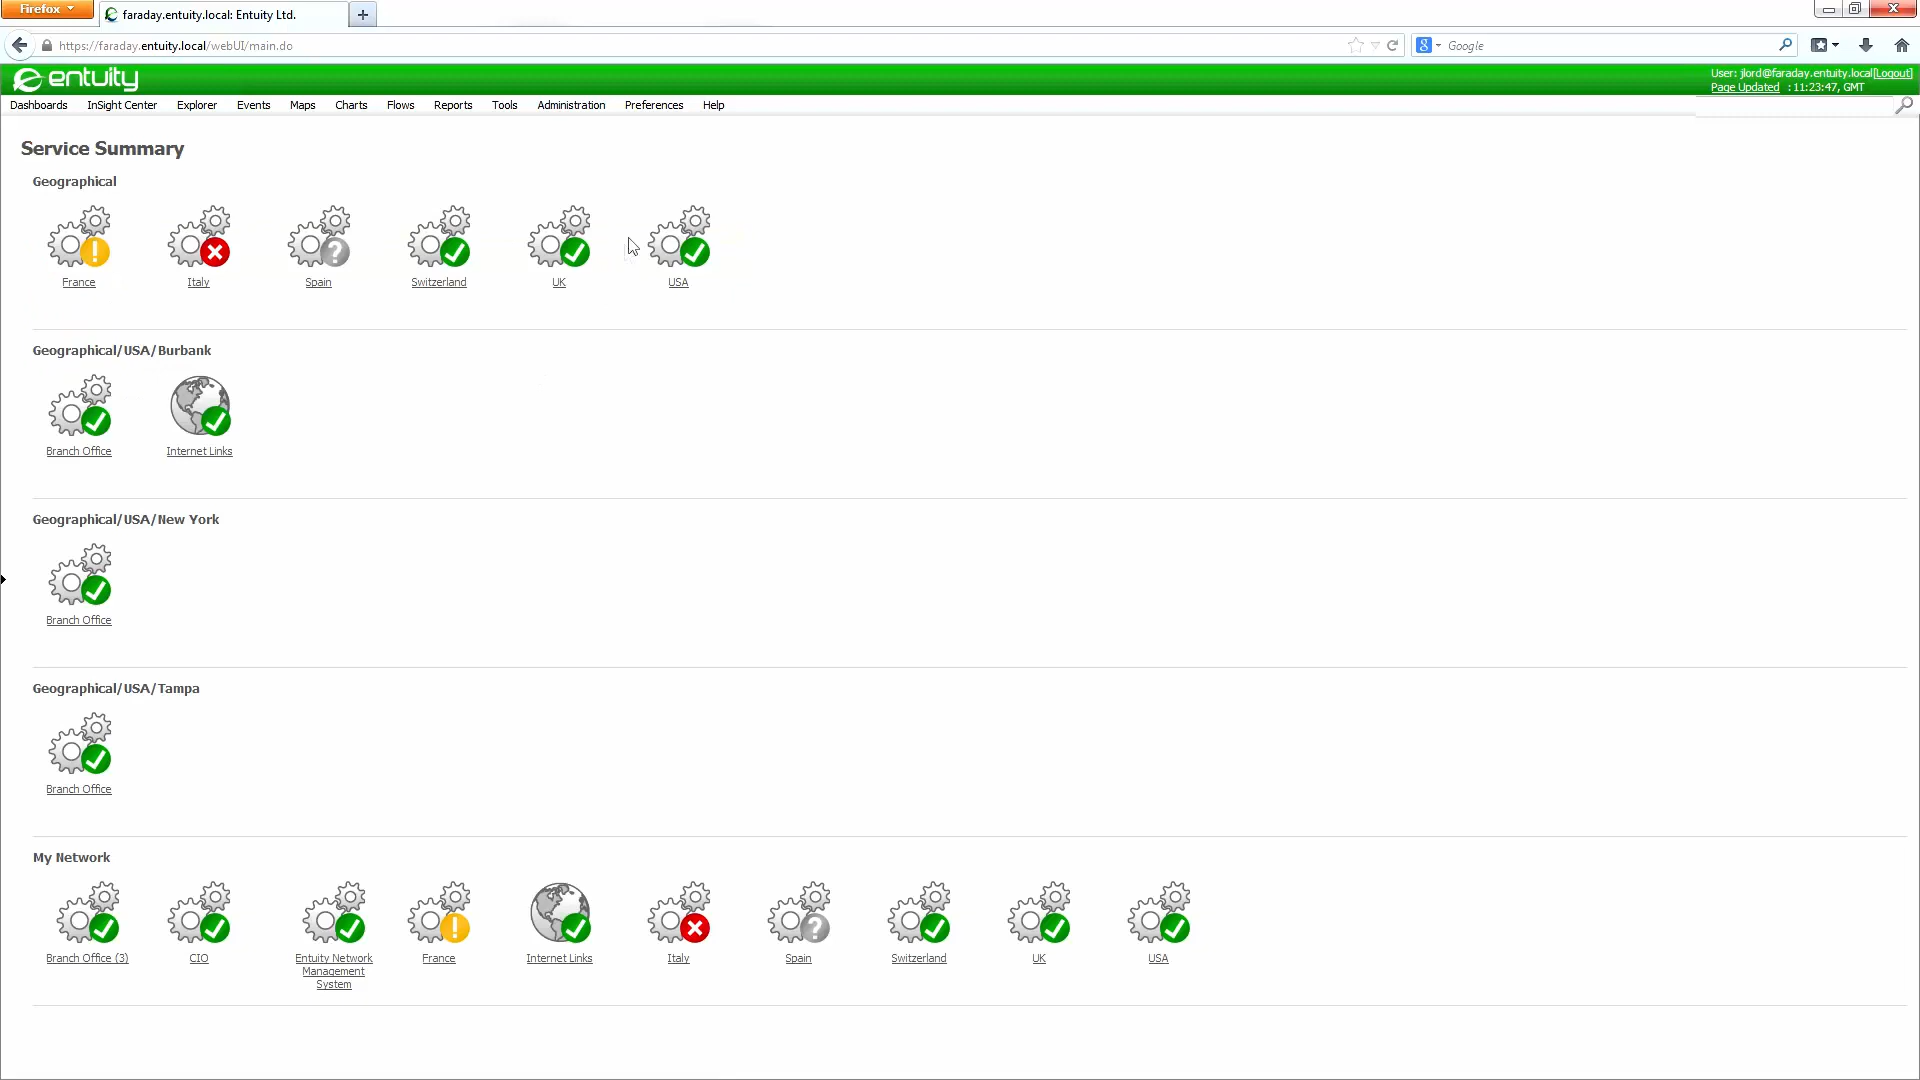 Firefox
faraday.entuity.local: Entuity Ltd.
https://faraday.entuity.local/webUI/main.do
Google
entuity
User: jlord@faraday.entuity.local[Logout]
Page Updated : 11:23:47, GMT
Dashboards InSight Center Explorer Events Maps Charts Flows Reports Tools Administration Preferences Help
Service Summary
Geographical
France Italy Spain Switzerland UK USA
Geographical/USA/Burbank
Branch Office Internet Links
Geographical/USA/New York
Branch Office
Geographical/USA/Tampa
Branch Office
My Network
Branch Office (3) CIO Entuity Network Management System France Internet Links Italy Spain Switzerland UK USA